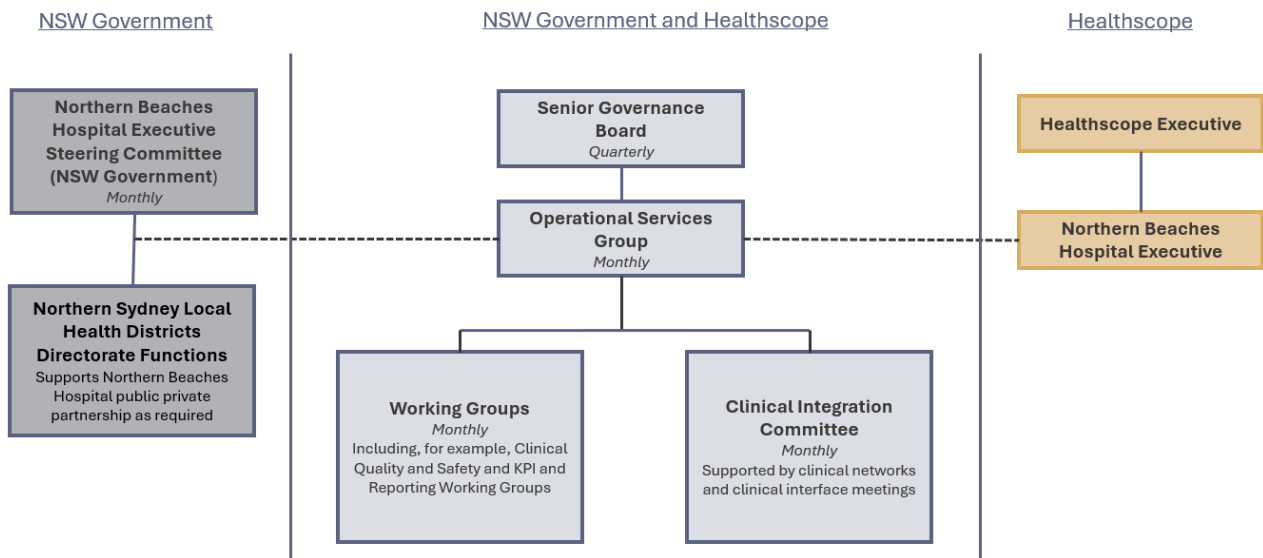 NSW Government
NSW Government and Healthscope
Healthscope
Northern Beaches
Hospital Executive
Steering Committee
(NSW Government)
Monthly
Northern Sydney Local
Health Districts
Directorate Functions
Supports Northern Beaches
Hospital public private
partnership as required
Senior Governance
Board
Quarterly
Operational Services
Group
Monthly
Working Groups
Monthly
Including, for example, Clinical
Quality and Safety and KPI and
Reporting Working Groups
Clinical Integration
Committee
Monthly
Supported by clinical networks
and clinical interface meetings
Healthscope Executive
Northern Beaches
Hospital Executive